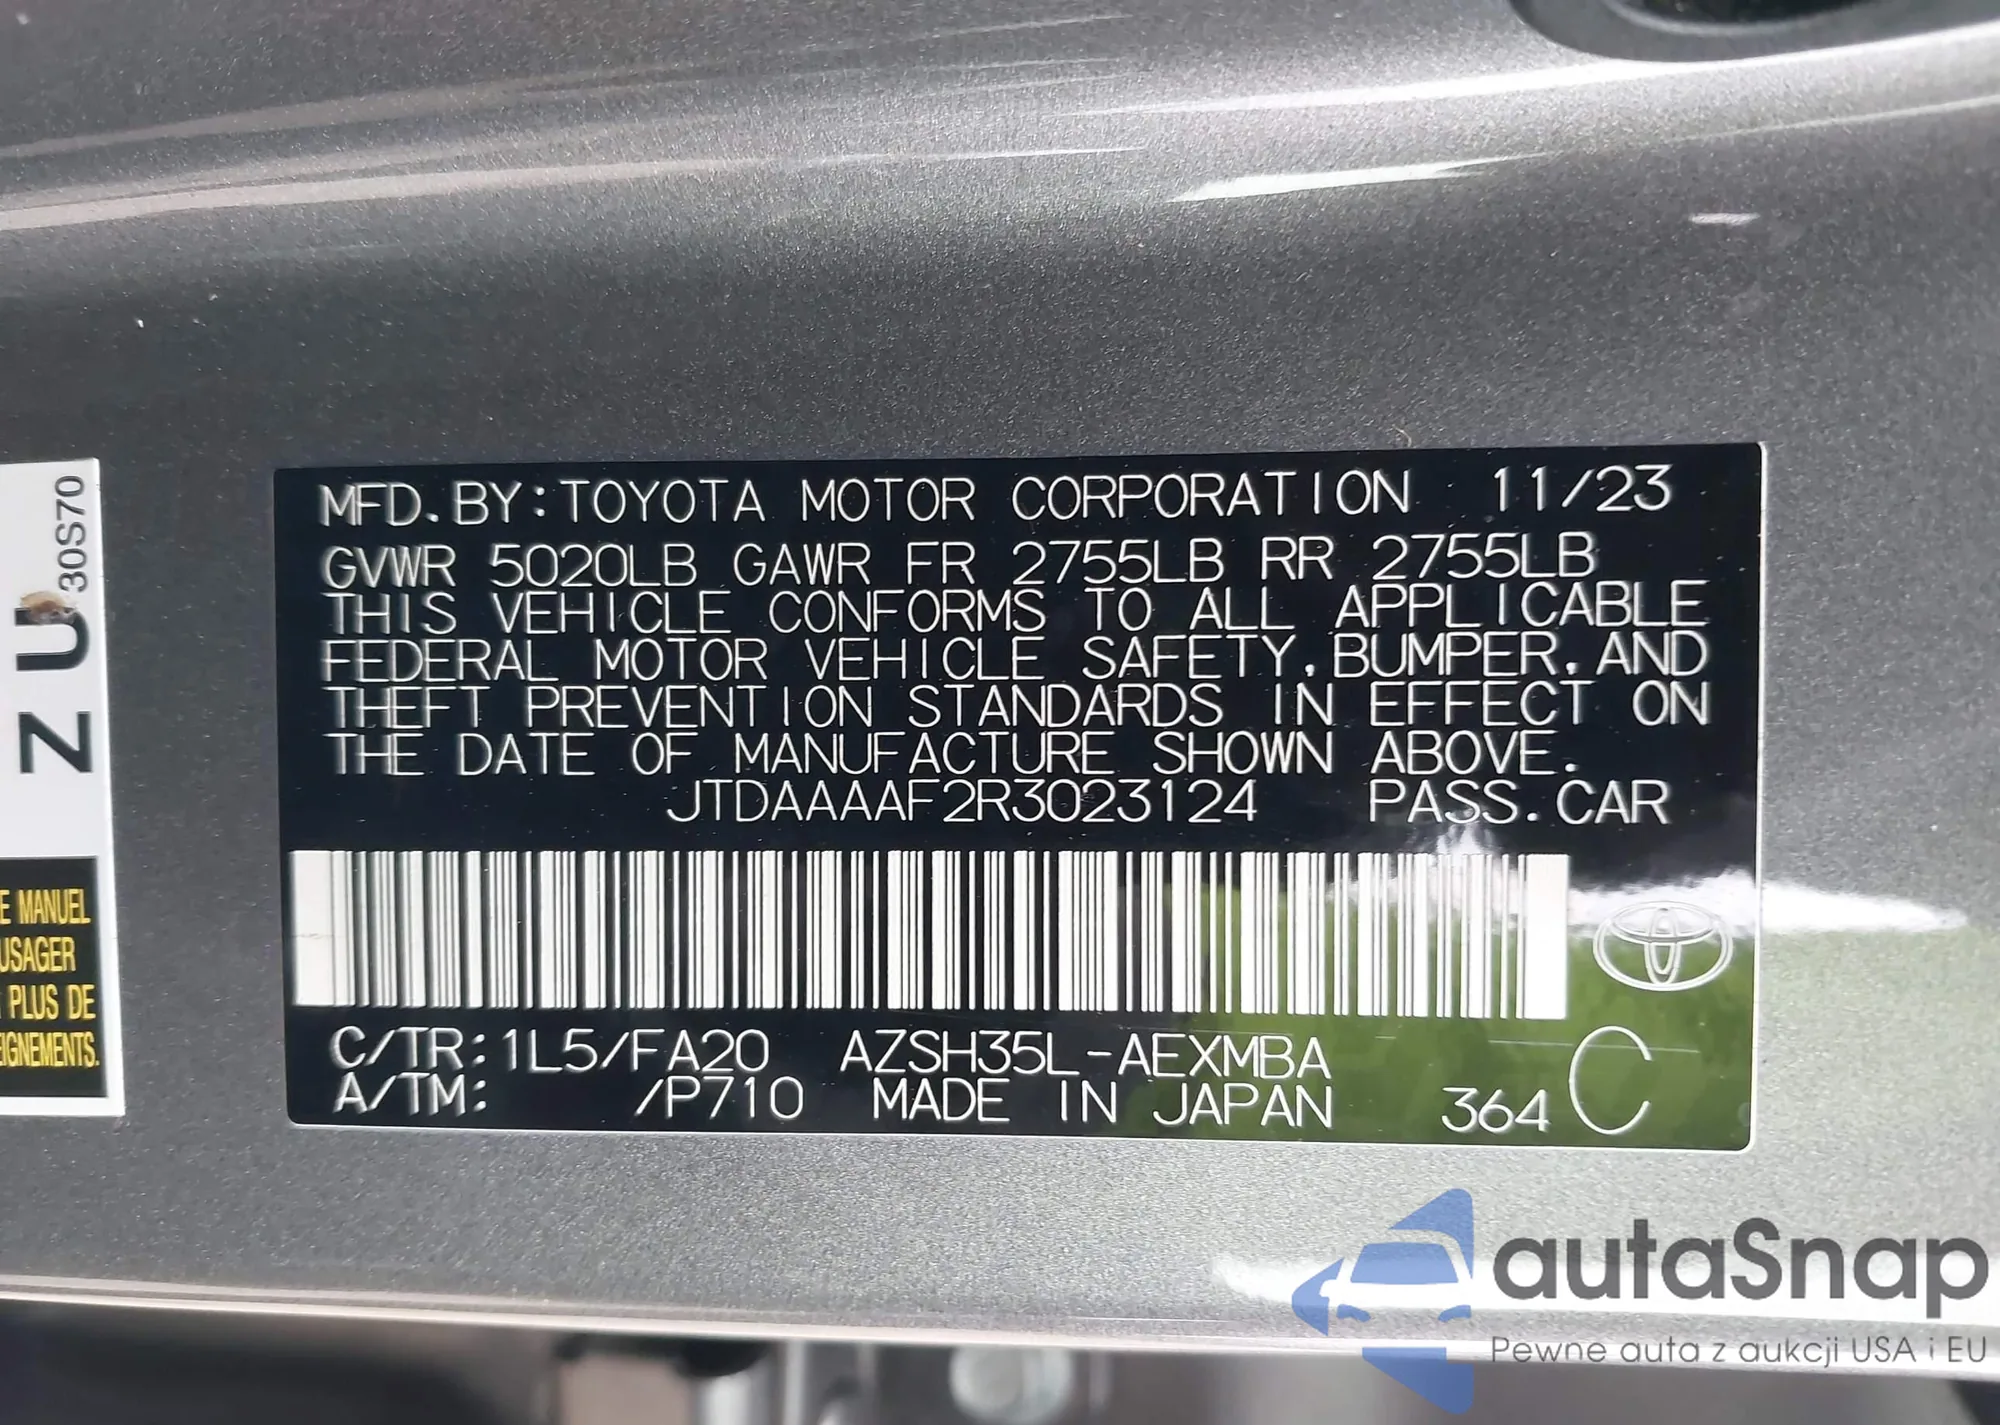 MFD.BY:TOYOTA MOTOR CORPORATION 11/23
GVWR 5020LB GAWR FR 2755LB RR 2755LB
THIS VEHICLE CONFORMS TO ALL APPLICABLE
FEDERAL MOTOR VEHICLE SAFETY,BUMPER,AND
THEFT PREVENTION STANDARDS IN EFFECT ON
THE DATE OF MANUFACTURE SHOWN ABOVE.
JTDAAAAF2R3023124 PASS.CAR
C/TR:1L5/FA20 AZSH35L-AEXMBA
A/TM: /P710 MADE IN JAPAN 364 C
30S70
Z U
E MANUEL
USAGER
PLUS DE
EIGNEMENTS.
autaSnap
Pewne auta z aukcji USA i EU